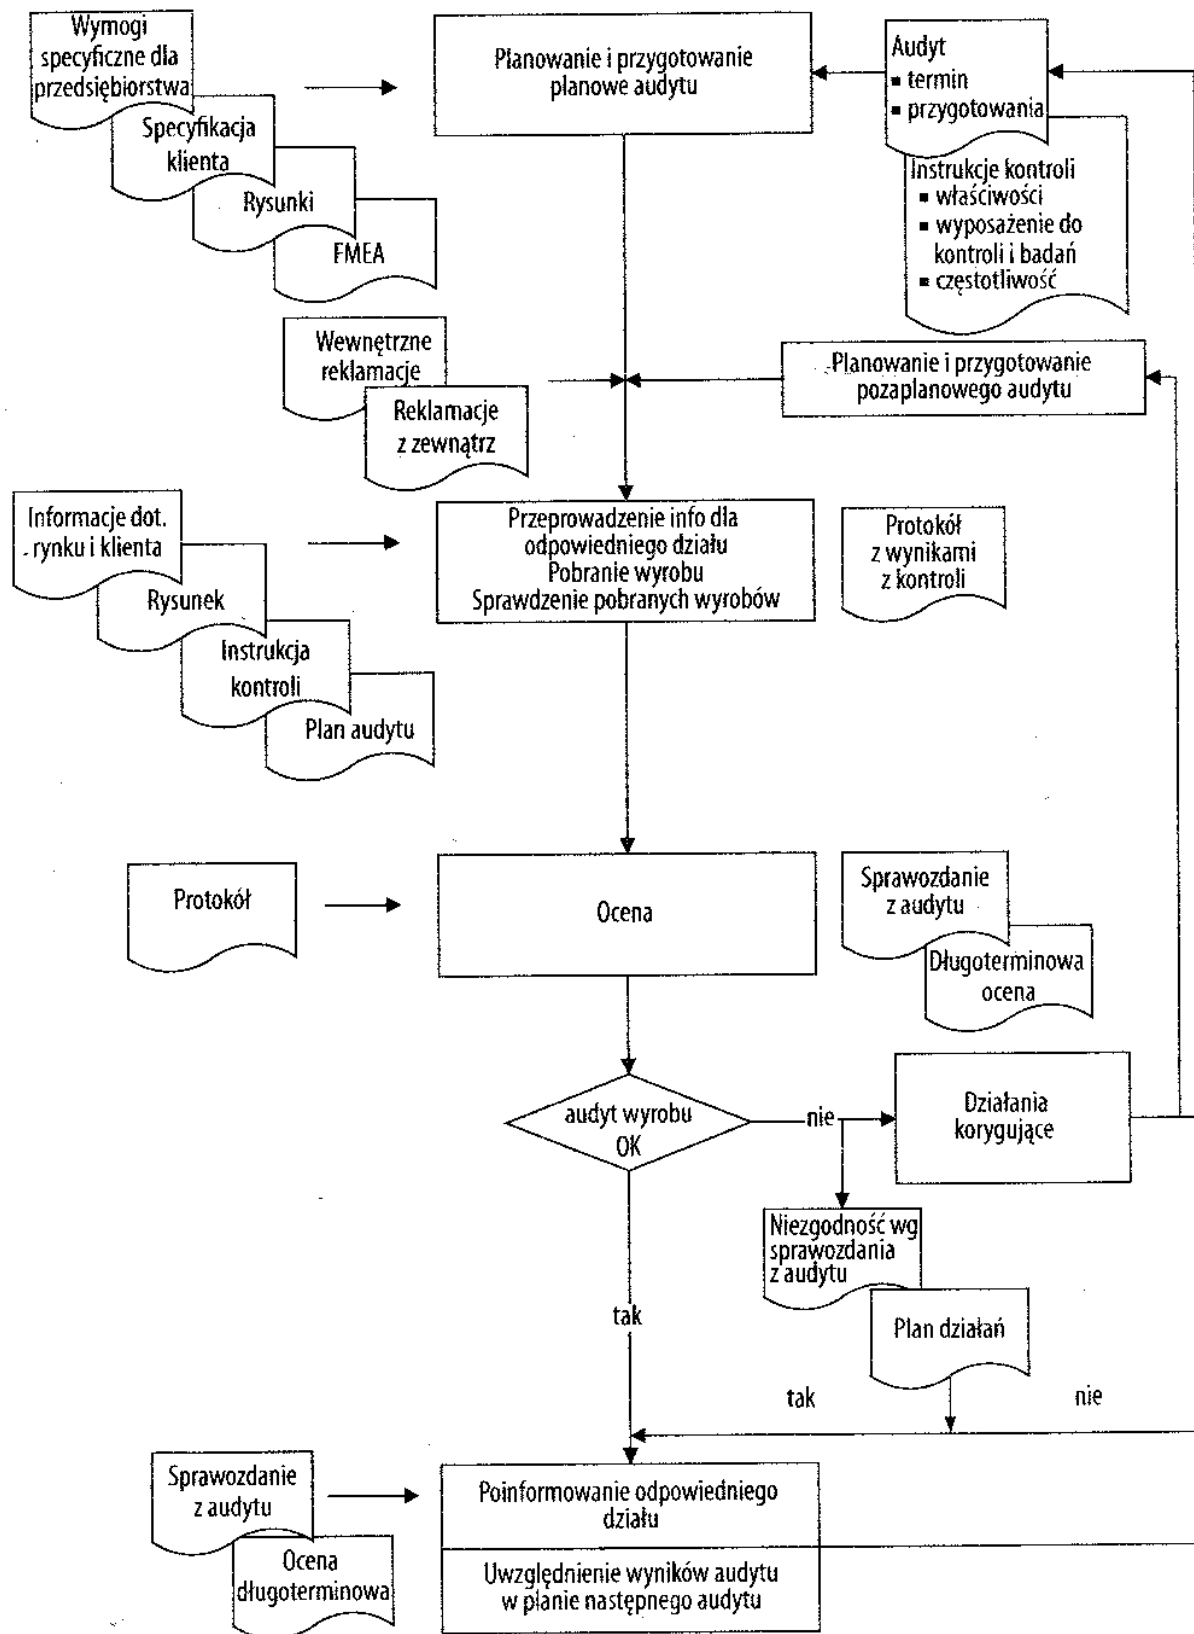 Wymogi
specyficzne dla
przedsiębiorstwa
Specyfikacja
klienta
Rysunki
FMEA
Planowanie i przygotowanie
planowe audytu
Audyt
▪ termin
▪ przygotowania
Instrukcje kontroli
▪ właściwości
▪ wyposażenie do
kontroli i badań
▪ częstotliwość
Wewnętrzne
reklamacje
Reklamacje
z zewnątrz
Planowanie i przygotowanie
pozaplanowego audytu
Informacje dot.
rynku i klienta
Rysunek
Instrukcja
kontroli
Plan audytu
Przeprowadzenie info dla
odpowiedniego działu
Pobranie wyrobu
Sprawdzenie pobranych wyrobów
Protokół
z wynikami
z kontroli
Protokół
Ocena
Sprawozdanie
z audytu
Długoterminowa
ocena
audyt wyrobu
OK
nie
Działania
korygujące
Niezgodność wg
sprawozdania
z audytu
Plan działań
tak
tak
nie
Sprawozdanie
z audytu
Ocena
długoterminowa
Poinformowanie odpowiedniego
działu
Uwzględnienie wyników audytu
w planie następnego audytu